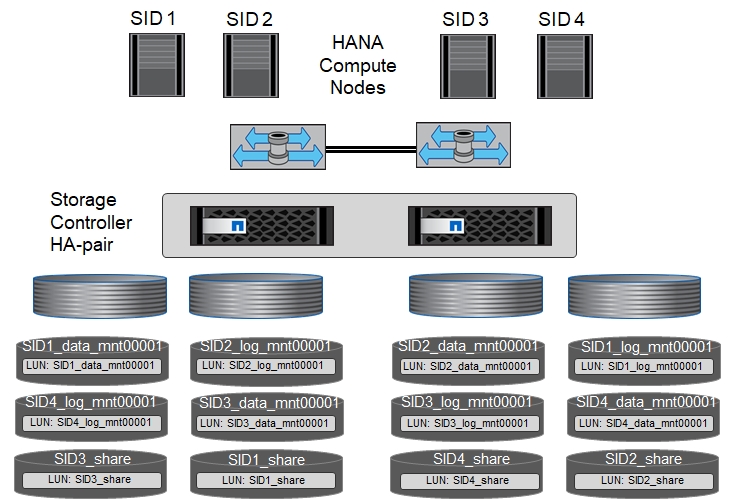 SID 1
SID 2
SID 3
SID 4
HANA
Compute
Nodes
Storage
Controller
HA-pair
SID1_data_mnt00001
LUN: SID1_data_mnt00001
SID2_log_mnt00001
LUN: SID2_log_mnt00001
SID2_data_mnt00001
LUN: SID2_data_mnt00001
SID1_log_mnt00001
LUN: SID1_log_mnt00001
SID4_log_mnt00001
LUN: SID4_log_mnt00001
SID3_data_mnt00001
LUN: SID3_data_mnt00001
SID3_log_mnt00001
LUN: SID3_log_mnt00001
SID4_data_mnt00001
LUN: SID4_data_mnt00001
SID3_share
LUN: SID3_share
SID1_share
LUN: SID1_share
SID4_share
LUN: SID4_share
SID2_share
LUN: SID2_share